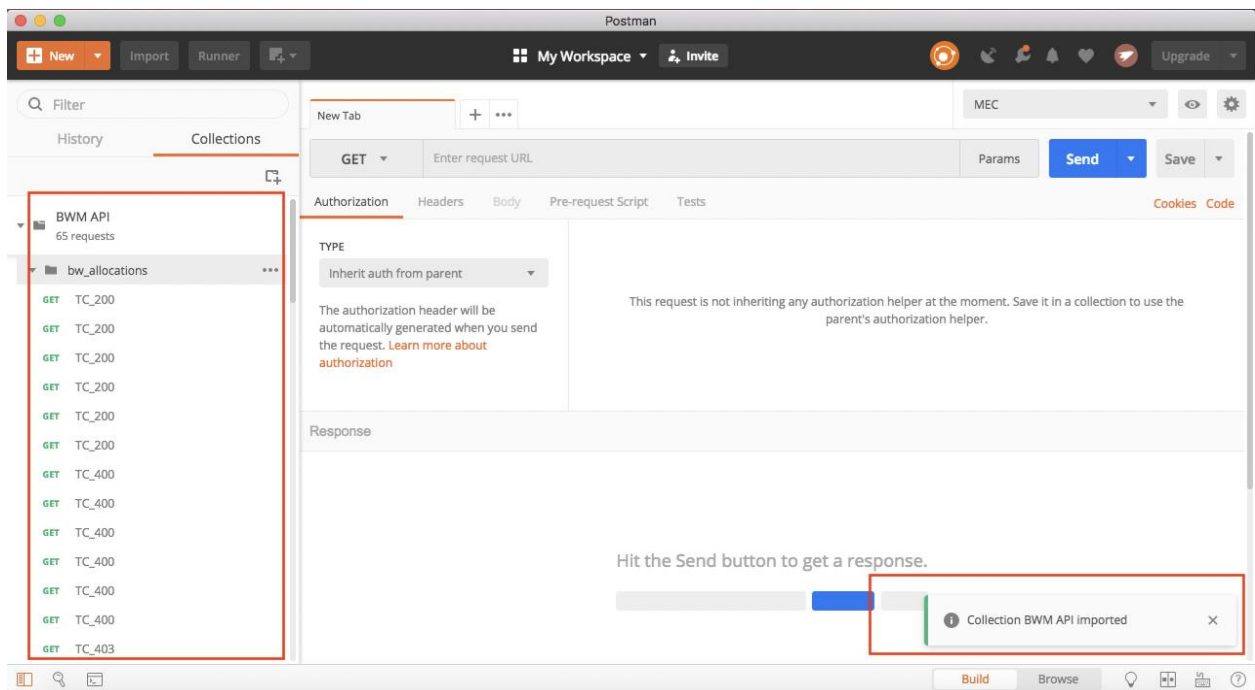 Postman
New
Import
Runner
My Workspace
Invite
Upgrade
Filter
History
Collections
BWM API
65 requests
bw_allocations
GET TC_200
GET TC_200
GET TC_200
GET TC_200
GET TC_200
GET TC_200
GET TC_400
GET TC_400
GET TC_400
GET TC_400
GET TC_400
GET TC_400
GET TC_403
New Tab
MEC
GET
Enter request URL
Params
Send
Save
Authorization
Headers
Body
Pre-request Script
Tests
Cookies
Code
TYPE
Inherit auth from parent
The authorization header will be
automatically generated when you send
the request. Learn more about
authorization
This request is not inheriting any authorization helper at the moment. Save it in a collection to use the
parent's authorization helper.
Response
Hit the Send button to get a response.
Collection BWM API imported
Build
Browse